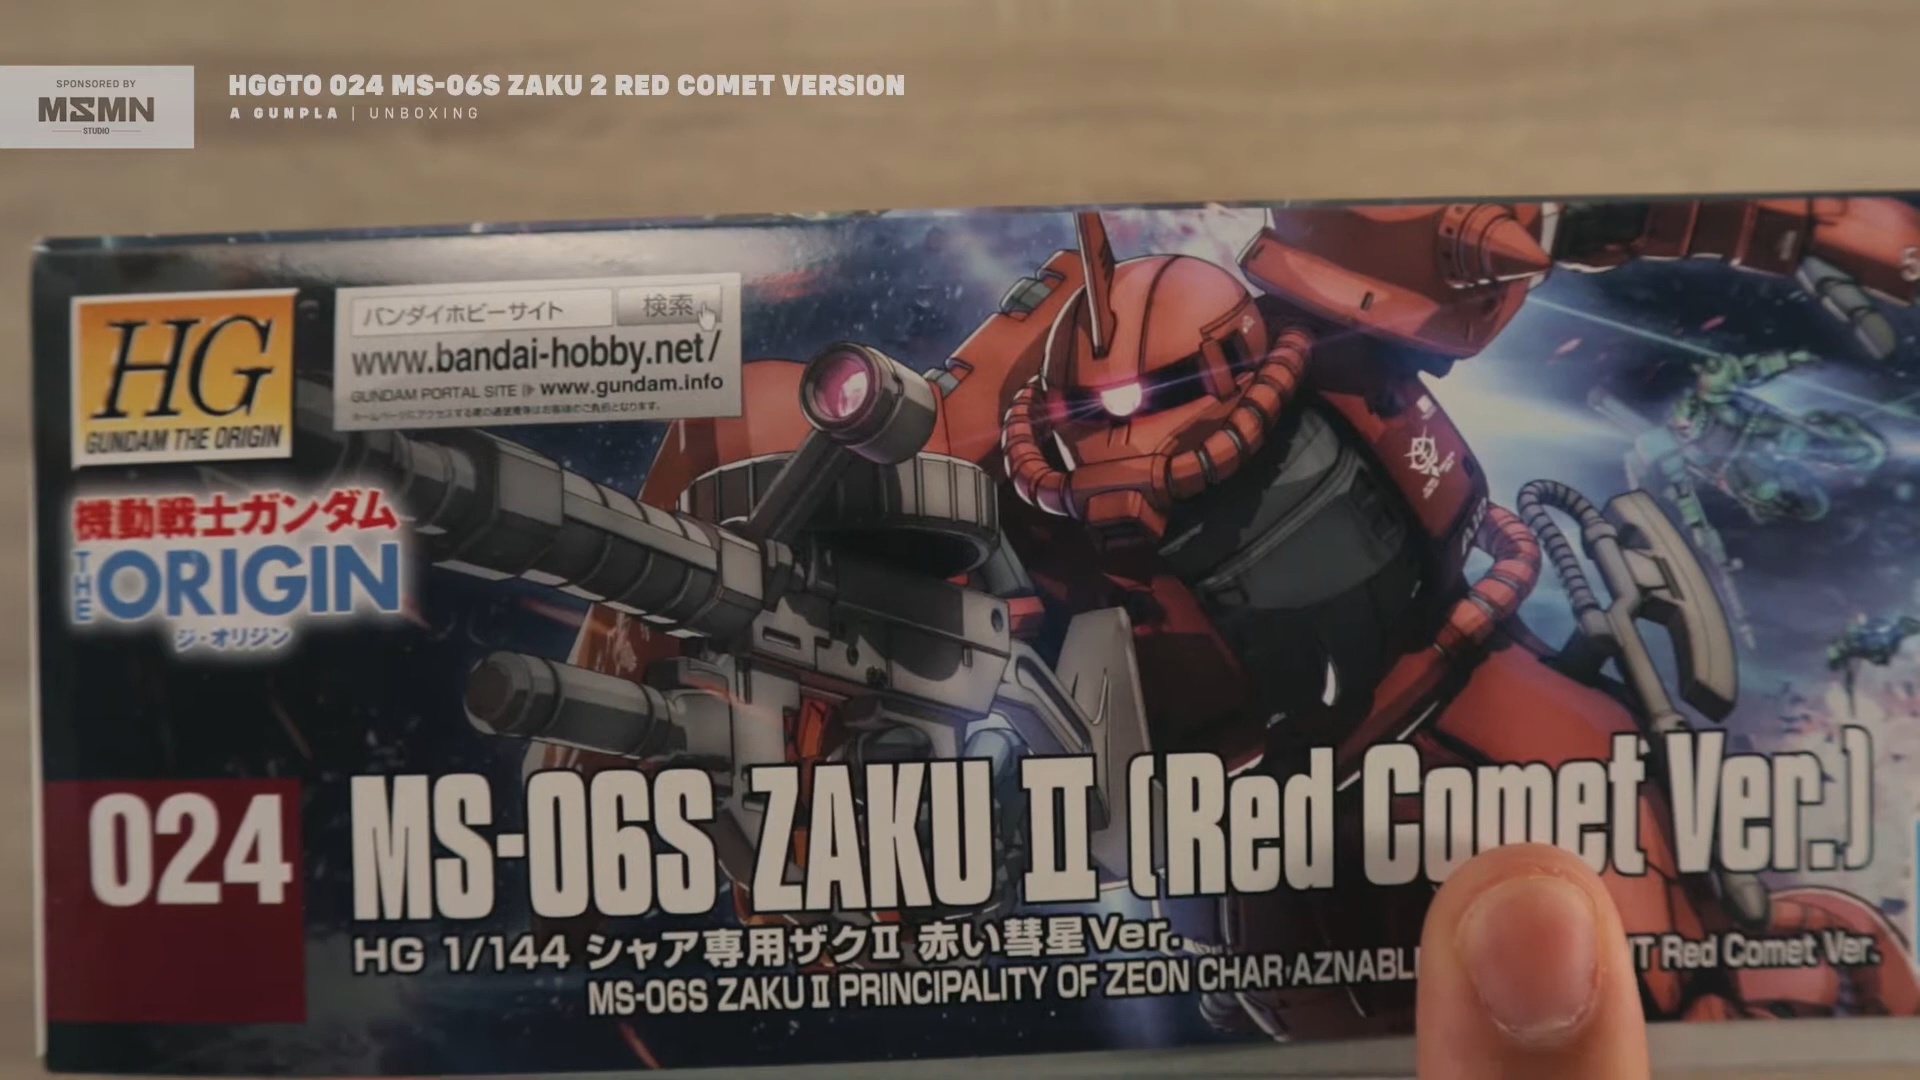 SPONSORED BY
MSMN
STUDIO
HGGTO 024 MS-06S ZAKU 2 RED COMET VERSION
A GUNPLA | UNBOXING
HG
GUNDAM THE ORIGIN
バンダイホビーサイト 検索
www.bandai-hobby.net/
GUNDAM PORTAL SITE www.gundam.info
機動戦士ガンダム
THE ORIGIN
ジ・オリジン
024
MS-06S ZAKU II (Red Comet Ver.)
HG 1/144 シャア専用ザクII 赤い彗星Ver.
MS-06S ZAKU II PRINCIPALITY OF ZEON CHAR AZNABL T Red Comet Ver.
5